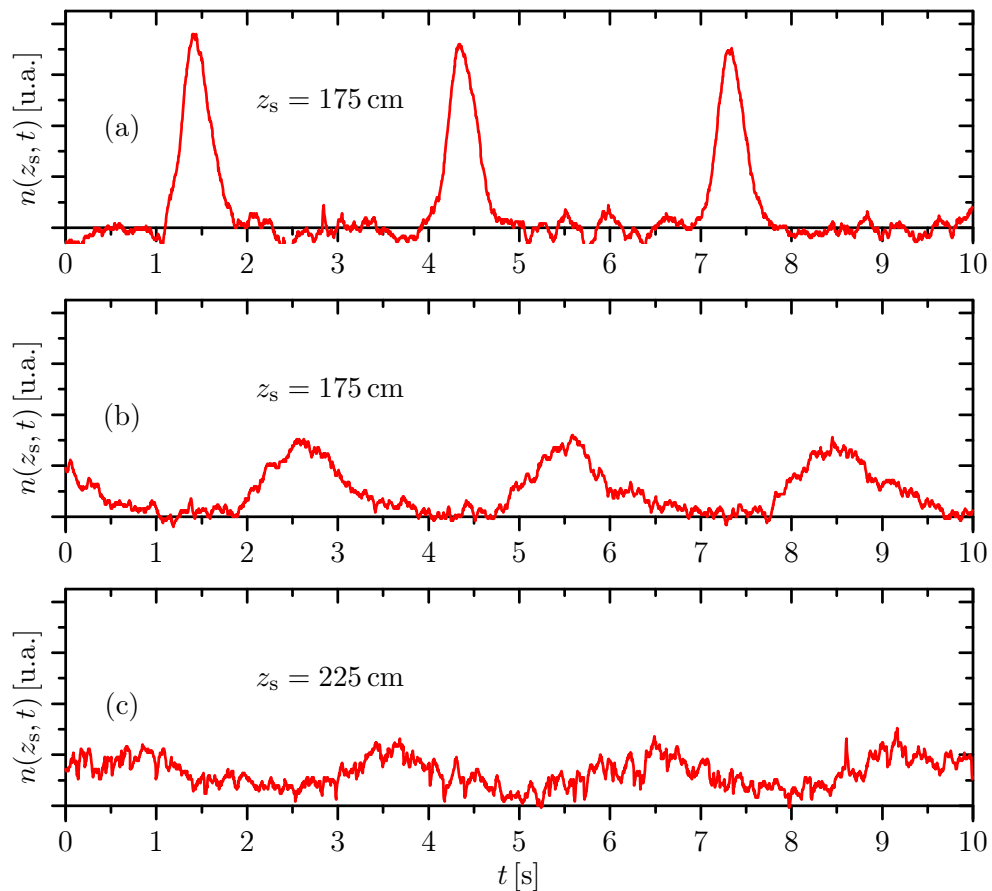 n(z_s, t) [u.a.]
(a)
z_s = 175 cm
0 1 2 3 4 5 6 7 8 9 10
n(z_s, t) [u.a.]
(b)
z_s = 175 cm
0 1 2 3 4 5 6 7 8 9 10
n(z_s, t) [u.a.]
(c)
z_s = 225 cm
0 1 2 3 4 5 6 7 8 9 10
t [s]